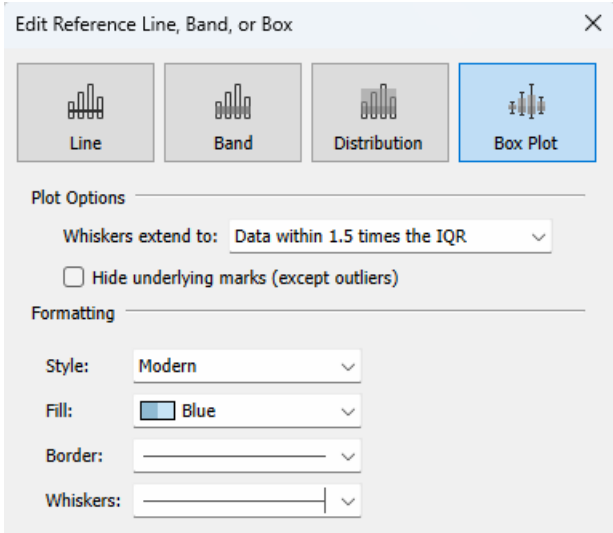 Edit Reference Line, Band, or Box
Line
Band
Distribution
Box Plot
Plot Options
Whiskers extend to: Data within 1.5 times the IQR
Hide underlying marks (except outliers)
Formatting
Style: Modern
Fill: Blue
Border:
Whiskers: